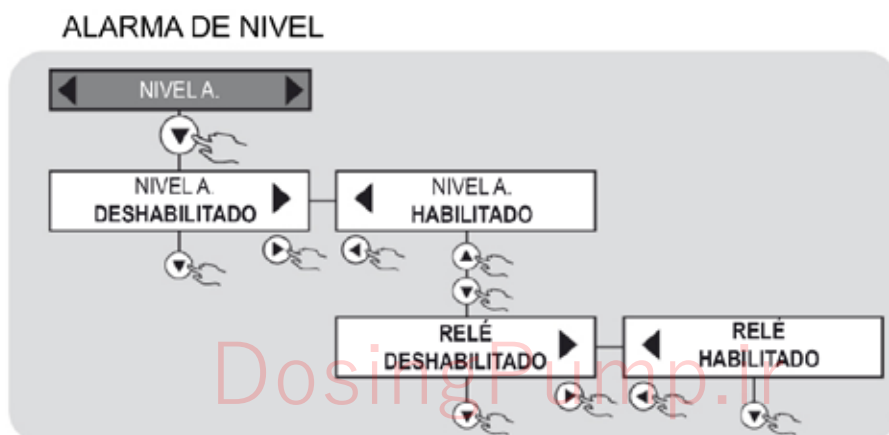 ALARMA DE NIVEL
NIVEL A.
NIVEL A.
DESHABILITADO
NIVEL A.
HABILITADO
RELÉ
DESHABILITADO
RELÉ
HABILITADO
DosingPump.ir